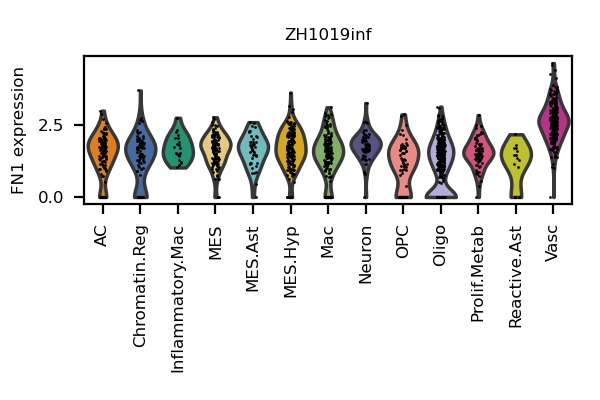 ZH1019inf
FN1 expression
2.5
0.0
AC
Chromatin.Reg
Inflammatory.Mac
MES
MES.Ast
MES.Hyp
Mac
Neuron
OPC
Oligo
Prolif.Metab
Reactive.Ast
Vasc